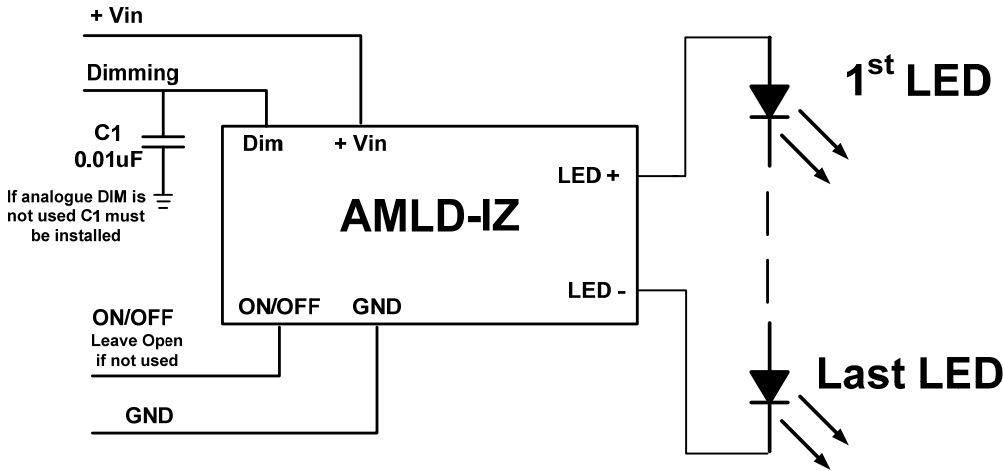 + Vin
Dimming
C1
0.01uF
If analogue DIM is
not used C1 must
be installed
Dim
+ Vin
LED +
AMLD-IZ
LED -
ON/OFF
GND
ON/OFF
Leave Open
if not used
GND
1st LED
Last LED